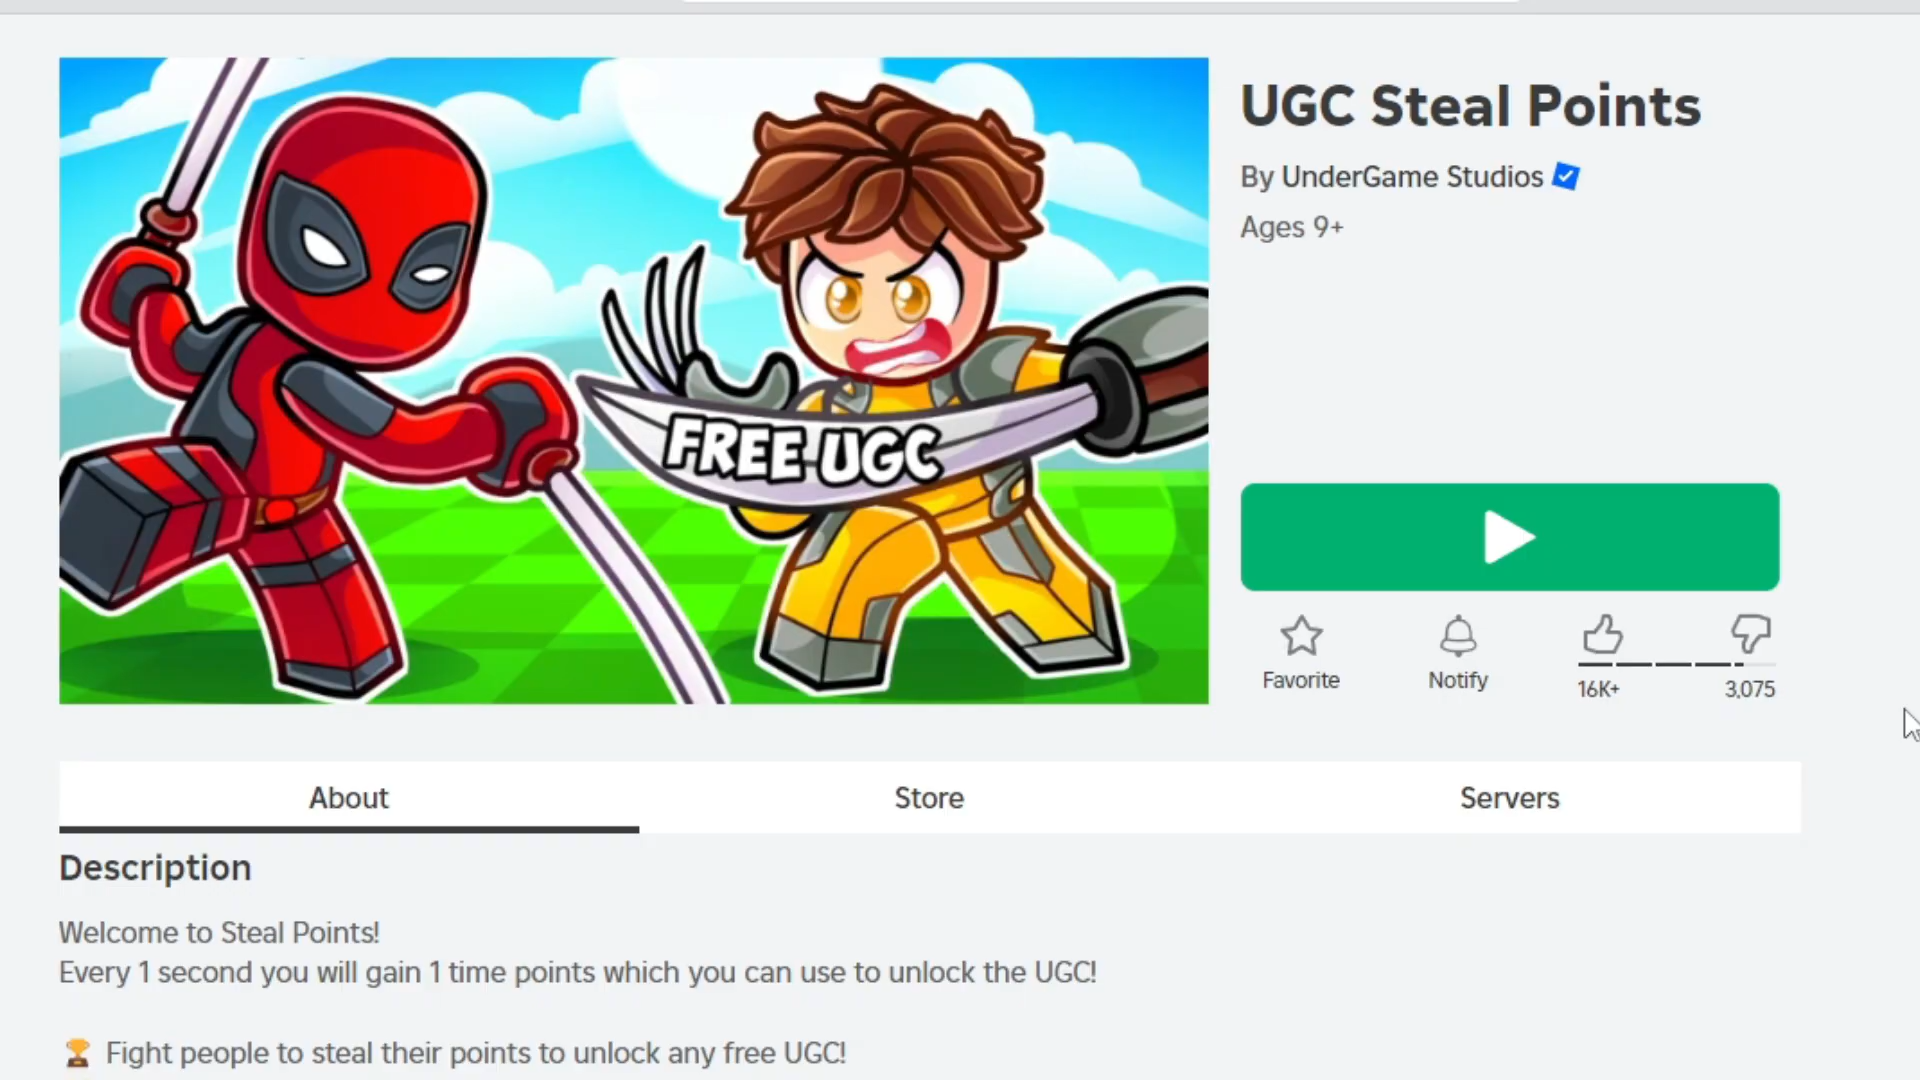 FREE UGC
UGC Steal Points
By UnderGame Studios
Ages 9+
Favorite
Notify
16K+
3,075
About
Store
Servers
Description
Welcome to Steal Points!
Every 1 second you will gain 1 time points which you can use to unlock the UGC!
🏆 Fight people to steal their points to unlock any free UGC!